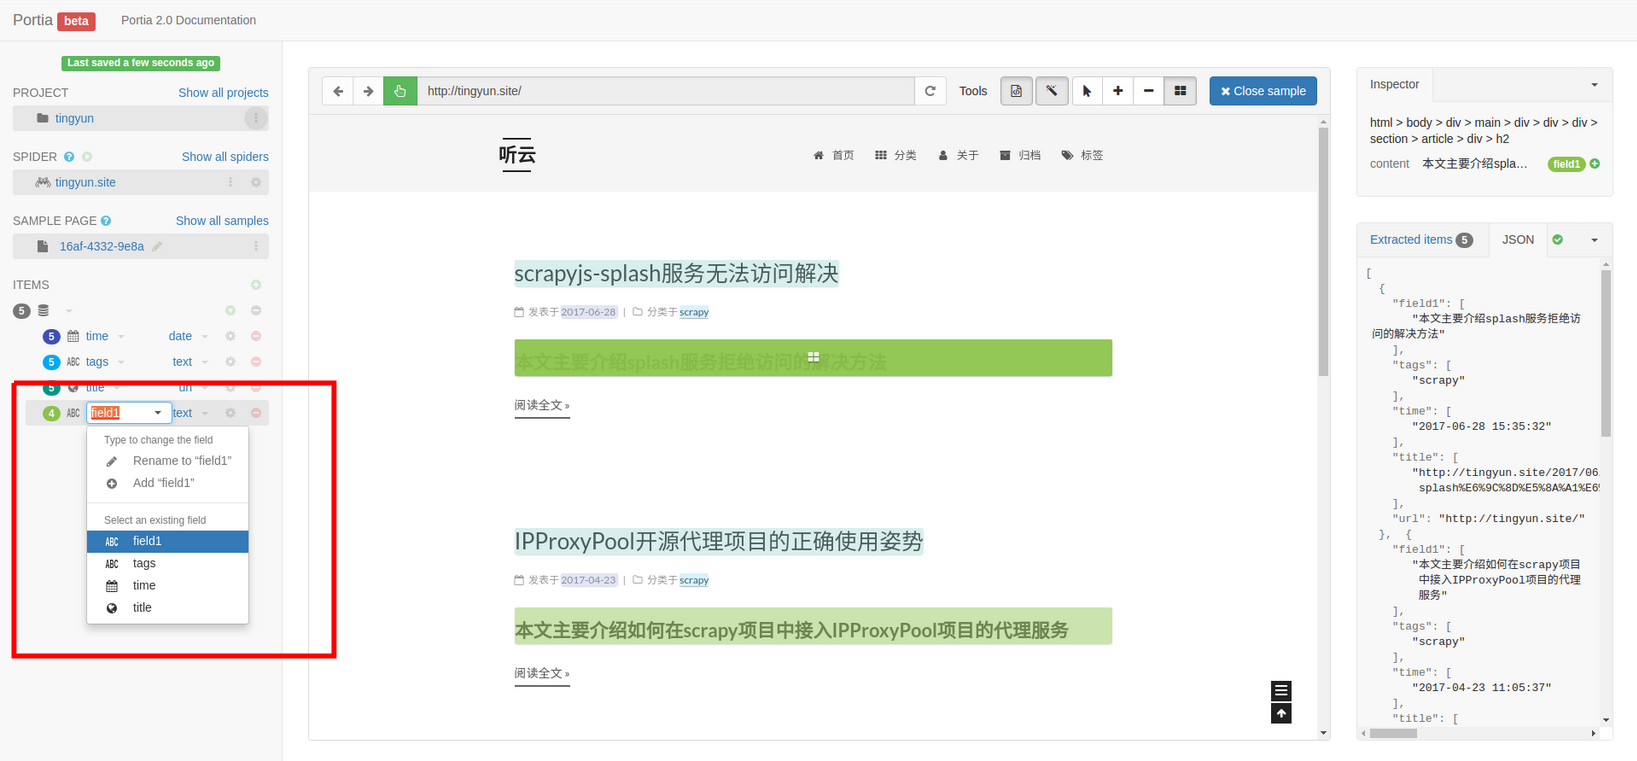 Portia beta Portia 2.0 Documentation
Last saved a few seconds ago
PROJECT Show all projects
tingyun
SPIDER Show all spiders
tingyun.site
SAMPLE PAGE Show all samples
16af-4332-9e8a
ITEMS
5
5 time date
5 ABC tags text
5 title url
4 ABC field1 text
Type to change the field
Rename to “field1”
Add “field1”
Select an existing field
ABC field1
ABC tags
time
title
http://tingyun.site/ Tools Close sample
听云 首页 分类 关于 归档 标签
scrapyjs-splash服务无法访问解决
发表于 2017-06-28 | 分类于 scrapy
本文主要介绍splash服务拒绝访问的解决方法
阅读全文 »
IPProxyPool开源代理项目的正确使用姿势
发表于 2017-04-23 | 分类于 scrapy
本文主要介绍如何在scrapy项目中接入IPProxyPool项目的代理服务
阅读全文 »
Inspector
html > body > div > main > div > div > div >
section > article > div > h2
content 本文主要介绍spla... field1
Extracted items 5 JSON
[
{
"field1": [
"本文主要介绍splash服务拒绝访
问的解决方法"
],
"tags": [
"scrapy"
],
"time": [
"2017-06-28 15:35:32"
],
"title": [
"http://tingyun.site/2017/06
splash%E6%9C%8D%E5%8A%A1%E6
],
"url": "http://tingyun.site/"
}, {
"field1": [
"本文主要介绍如何在scrapy项目
中接入IPProxyPool项目的代理
服务"
],
"tags": [
"scrapy"
],
"time": [
"2017-04-23 11:05:37"
],
"title": [